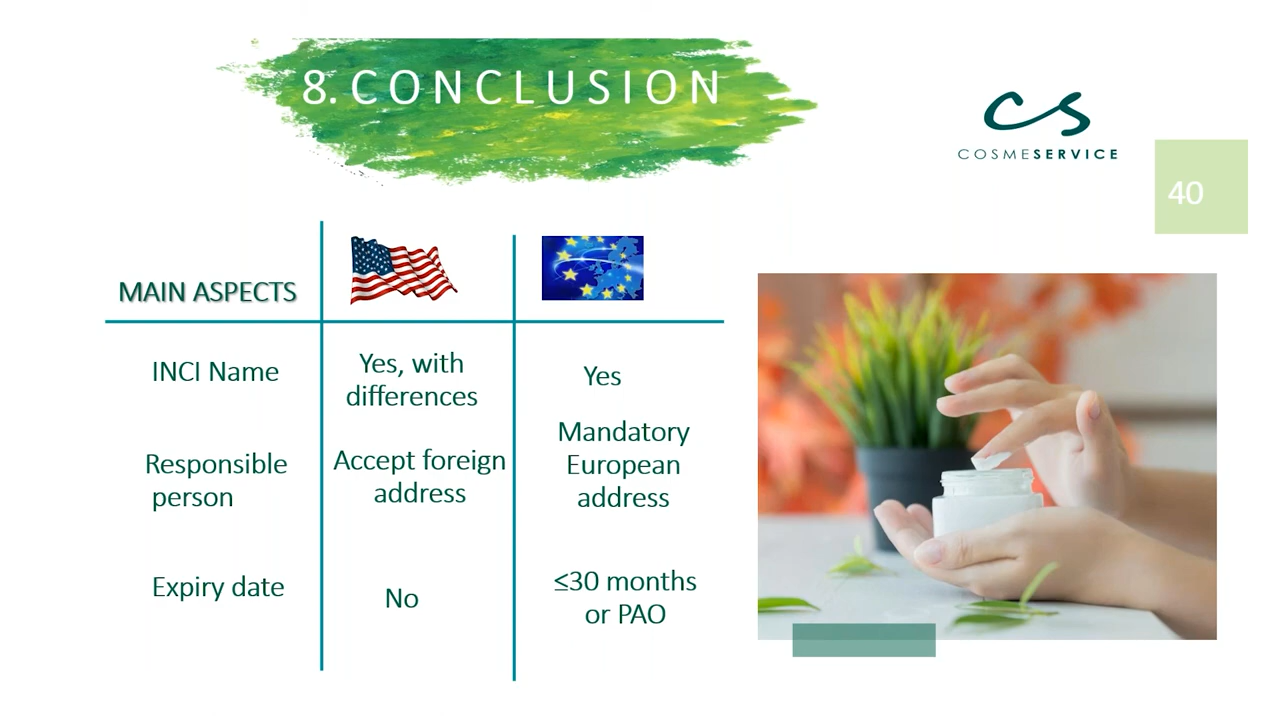 8. CONCLUSION
CS
COSMESERVICE
40
MAIN ASPECTS
INCI Name
Yes, with
differences
Yes
Responsible
person
Accept foreign
address
Mandatory
European
address
Expiry date
No
≤30 months
or PAO